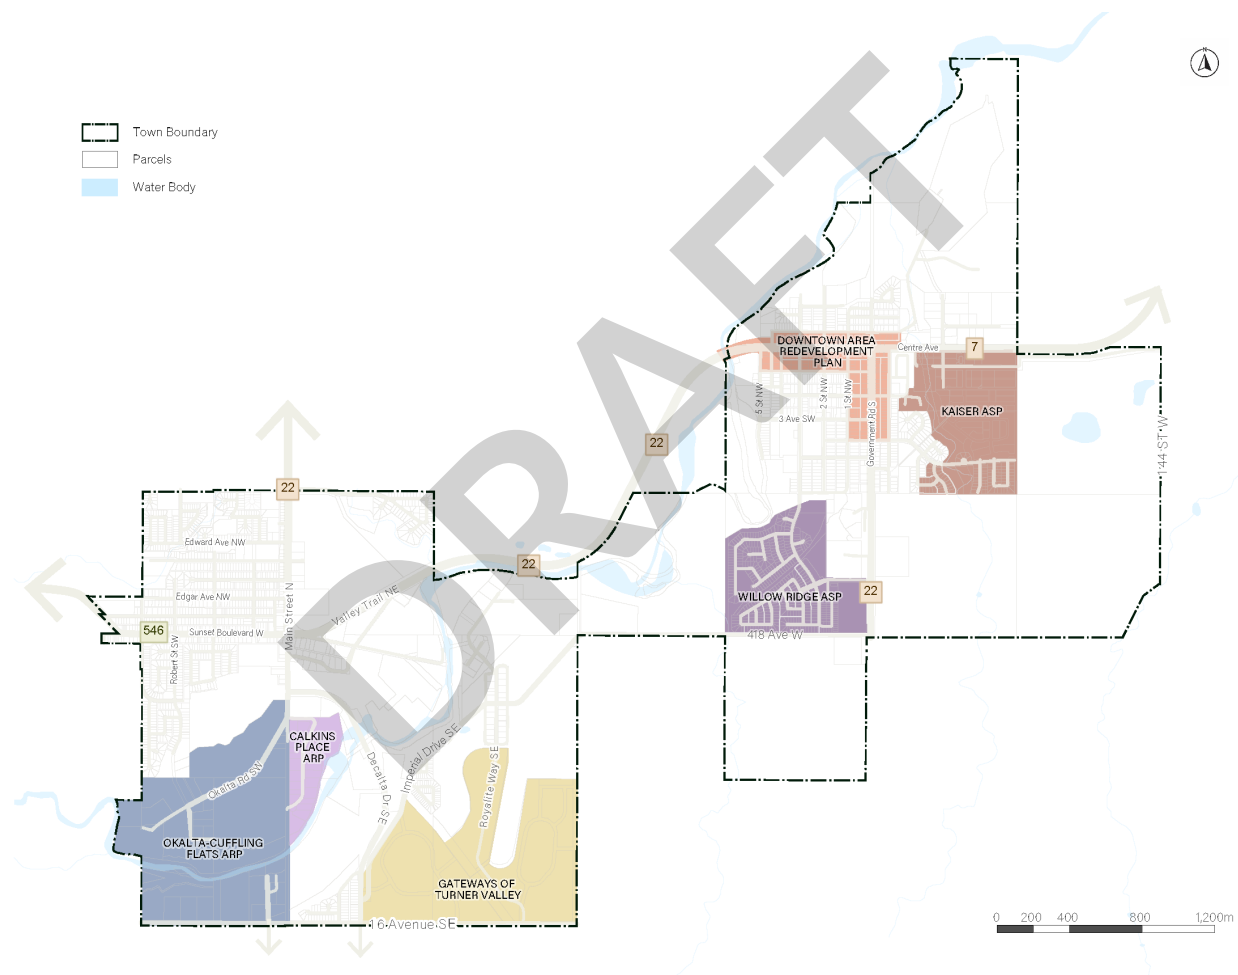 N
Town Boundary
Parcels
Water Body
DRAFT
DOWNTOWN AREA
REDEVELOPMENT
PLAN
Centre Ave
7
5 St NW
2 St NW
1 St NW
3 Ave SW
Government Rd S
KAISER ASP
144 ST W
22
22
22
Edward Ave NW
Edgar Ave NW
Valley Trail NE
Main Street N
546
Sunset Boulevard W
Robert St SW
WILLOW RIDGE ASP
22
418 Ave W
CALKINS
PLACE
ARP
Okalta Rd SW
Decalta Dr SE
Imperial Drive SE
Royalite Way SE
OKALTA-CUFFLING
FLATS ARP
GATEWAYS OF
TURNER VALLEY
16 Avenue SE
0 200 400 800 1,200m